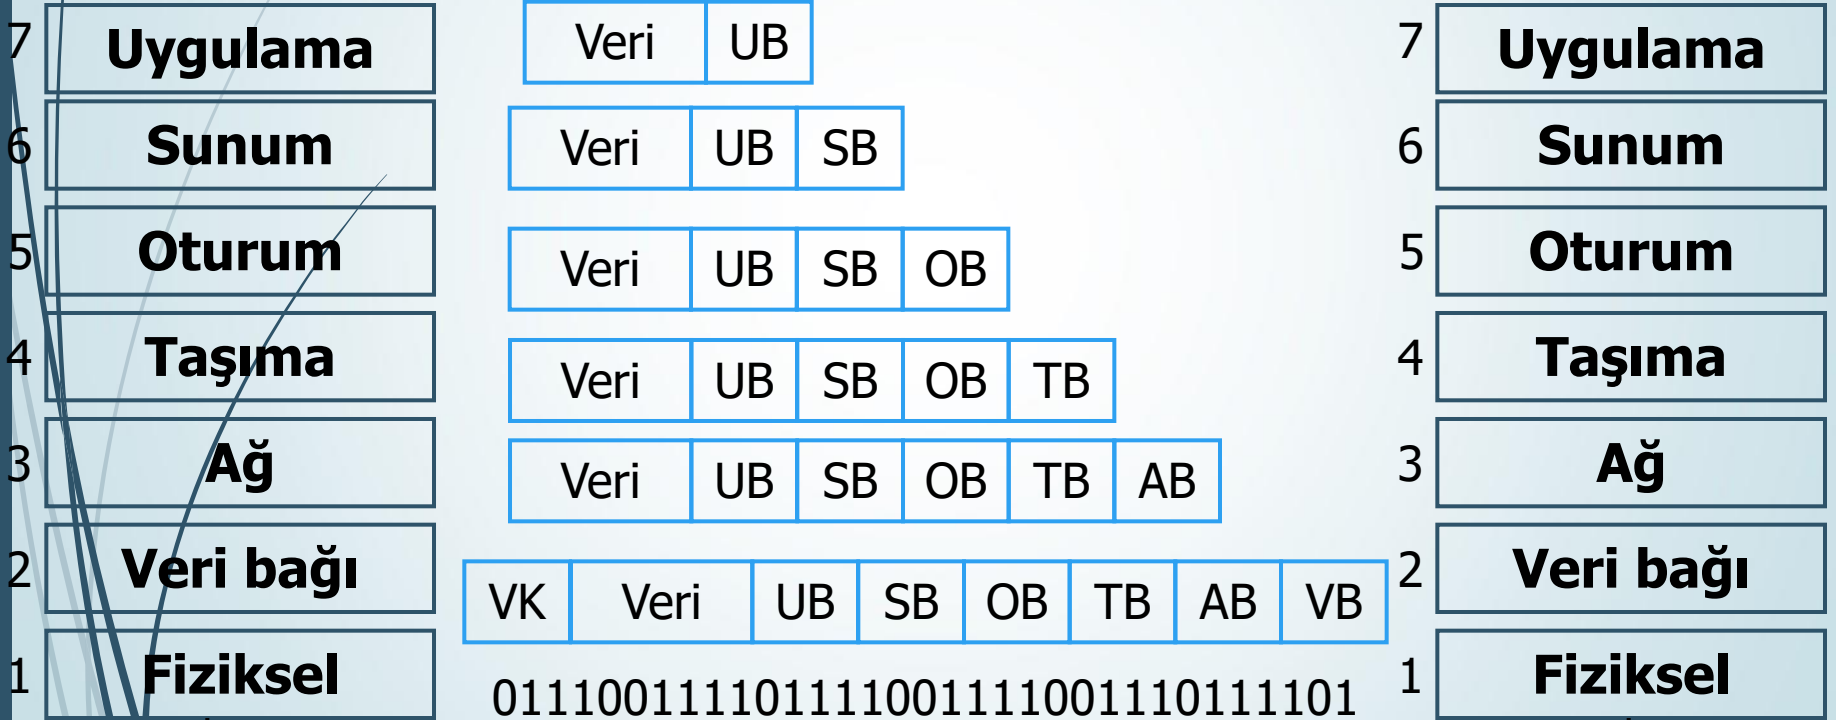 7 Uygulama Veri UB 7 Uygulama
6 Sunum Veri UB SB 6 Sunum
5 Oturum Veri UB SB OB 5 Oturum
4 Taşıma Veri UB SB OB TB 4 Taşıma
3 Ağ Veri UB SB OB TB AB 3 Ağ
2 Veri bağı VK Veri UB SB OB TB AB VB 2 Veri bağı
1 Fiziksel 011100111101111001111001110111101 1 Fiziksel